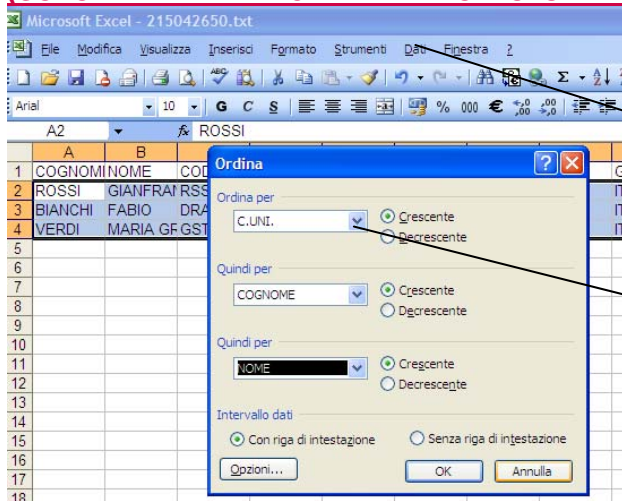 Microsoft Excel - 215042650.txt
File Modifica Visualizza Inserisci Formato Strumenti Dati Finestra ?
Arial 10 G C S % 000 €
A2 fx ROSSI
A B
1 COGNOMI NOME COD
2 ROSSI GIANFRAN RSS
3 BIANCHI FABIO DRA
4 VERDI MARIA GR GST
5
6
7
8
9
10
11
12
13
14
15
16
17
18
Ordina
Ordina per
C.UNI. Crescente
Decrescente
Quindi per
COGNOME Crescente
Decrescente
Quindi per
NOME Crescente
Decrescente
Intervallo dati
Con riga di intestazione Senza riga di intestazione
Opzioni... OK Annulla